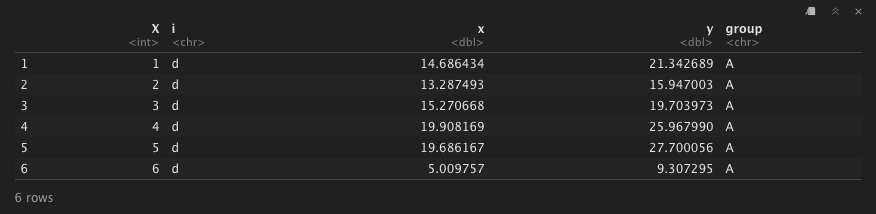 X i x y group
<int> <chr> <dbl> <dbl> <chr>
1 1 d 14.686434 21.342689 A
2 2 d 13.287493 15.947003 A
3 3 d 15.270668 19.703973 A
4 4 d 19.908169 25.967990 A
5 5 d 19.686167 27.700056 A
6 6 d 5.009757 9.307295 A
6 rows